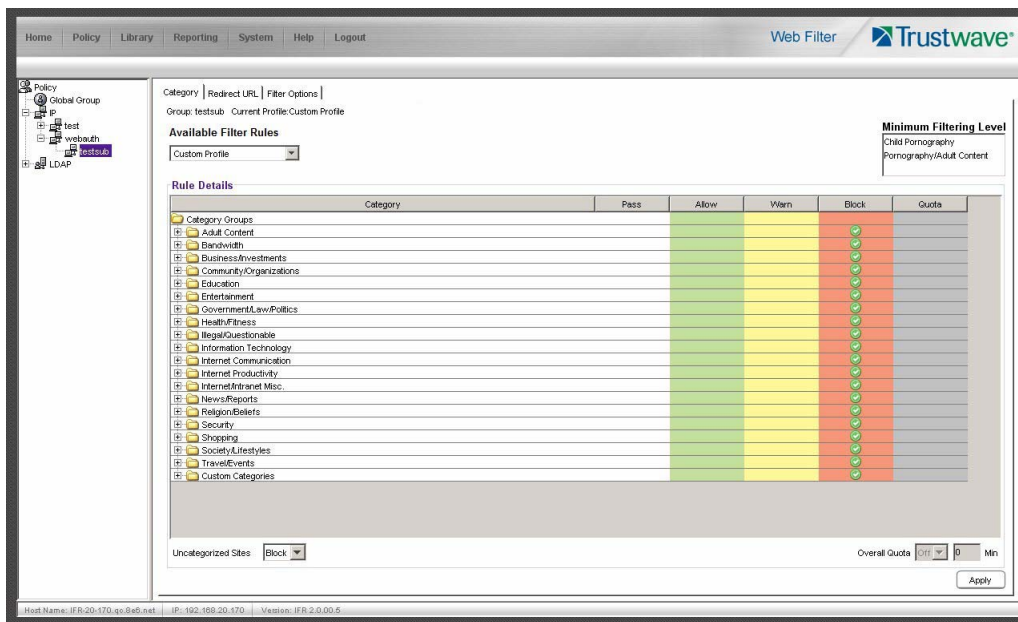 Home Policy Library Reporting System Help Logout
Web Filter
Trustwave®
Policy
Global Group
IP
test
webauth
testsub
LDAP
Category Redirect URL Filter Options
Group: testsub Current Profile:Custom Profile
Available Filter Rules
Custom Profile
Minimum Filtering Level
Child Pornography
Pornography/Adult Content
Rule Details
Category Pass Allow Warn Block Quota
Category Groups
Adult Content
Bandwidth
Business/Investments
Community/Organizations
Education
Entertainment
Government/Law/Politics
Health/Fitness
Illegal/Questionable
Information Technology
Internet Communication
Internet Productivity
Internet/Intranet Misc.
News/Reports
Religion/Beliefs
Security
Shopping
Society/Lifestyles
Travel/Events
Custom Categories
Uncategorized Sites Block
Overall Quota Off 0 Min
Apply
Host Name: IFR-20-170.qc.8e6.net IP: 192.168.20.170 Version: IFR 2.0.00.5